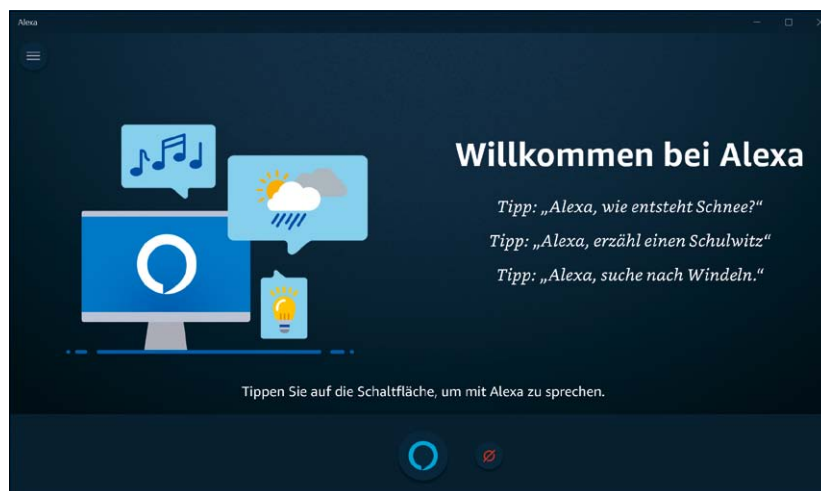 Alexa
Willkommen bei Alexa
Tipp: „Alexa, wie entsteht Schnee?“
Tipp: „Alexa, erzähl einen Schulwitz“
Tipp: „Alexa, suche nach Windeln.“
Tippen Sie auf die Schaltfläche, um mit Alexa zu sprechen.